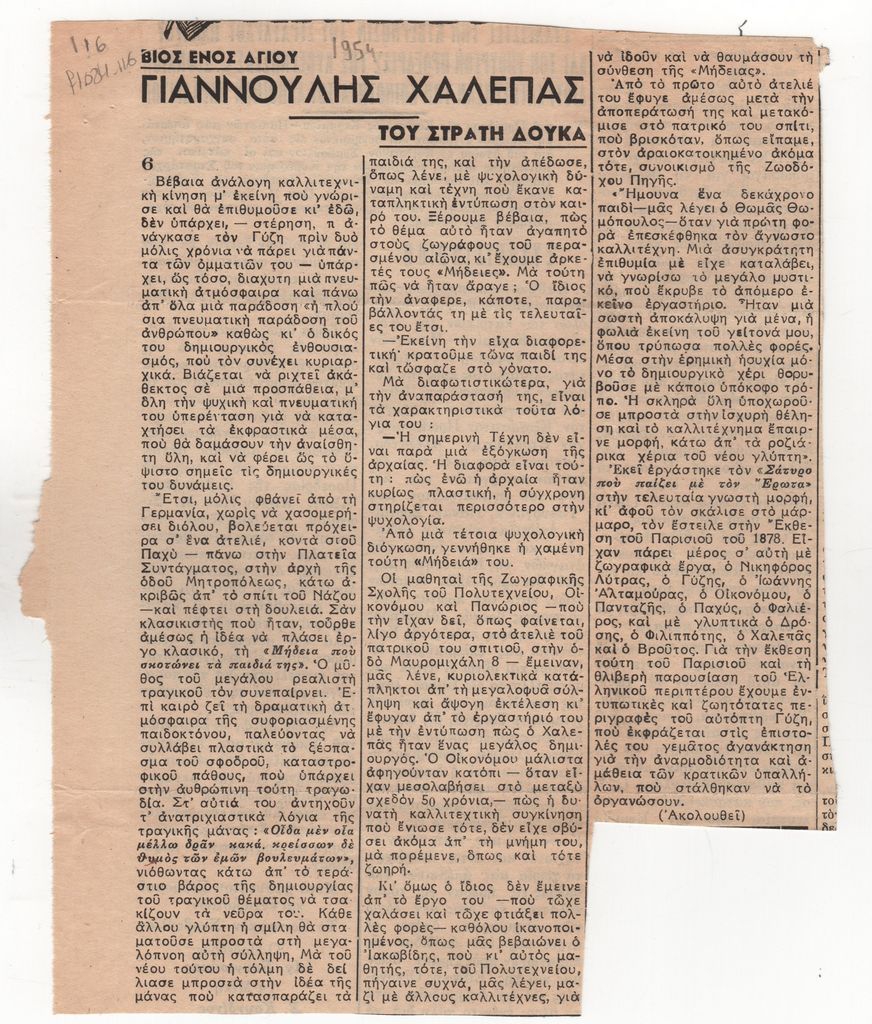 116
1954
ΒΙΟΣ ΕΝΟΣ ΑΓΙΟΥ
ΓΙΑΝΝΟΥΛΗΣ ΧΑΛΕΠΑΣ
ΤΟΥ ΣΤΡΑΤΗ ΔΟΥΚΑ
6
Βέβαια ἀνάλογη καλλιτεχνι-
κὴ κίνηση μ' ἐκείνη ποὺ γνώρι-
σε καὶ θὰ ἐπιθυμοῦσε κι' ἐδῶ,
δὲν ὑπάρχει, — στέρηση, π ἀ-
νάγκασε τὸν Γύζη πρὶν δυὸ
μόλις χρόνια νὰ πάρει γιὰ πάν-
τα τῶν ὀμματιῶν του — ὑπάρ-
χει, ὡς τόσο, διαχυτη μιὰ πνευ-
ματικὴ ἀτμόσφαιρα καὶ πάνω
ἀπ' ὅλα μιὰ παράδοση «ἡ πλού
σια πνευματικὴ παράδοση τοῦ
ἀνθρώπου» καθὼς κι' ὁ δικός
του δημιουργικὸς ἐνθουσια-
σμός, ποὺ τὸν συνέχει κυριαρ-
χικά. Βιάζεται νὰ ριχτεῖ ἀκά-
θεκτος σὲ μιὰ προσπάθεια, μ'
ὅλη τὴν ψυχικὴ καὶ πνευματική
του ὑπερένταση γιὰ νὰ κατα-
χτήσει τὰ ἐκφραστικὰ μέσα,
ποὺ θὰ δαμάσουν τὴν ἀναίσθη-
τη ὕλη, καὶ νὰ φέρει ὡς τὸ ὕ-
ψιστο σημεῖο τὶς δημιουργικές
του δυνάμεις.
Ἔτσι, μόλις φθάνει ἀπὸ τὴ
Γερμανία, χωρὶς νὰ χασομερή-
σει διόλου, βολεύεται πρόχει-
ρα σ' ἕνα ἀτελιέ, κοντὰ στοῦ
Παχὺ — πάνω στὴν Πλατεῖα
Συντάγματος, στὴν ἀρχὴ τῆς
ὁδοῦ Μητροπόλεως, κάτω ἀ-
κριβῶς ἀπ' τὸ σπίτι τοῦ Νάζου
—καὶ πέφτει στὴ δουλειά. Σὰν
κλασικιστὴς ποὺ ἦταν, τοὖρθε
ἀμέσως ἡ ἰδέα νὰ πλάσει ἔρ-
γο κλασικό, τὴ «Μήδεια ποὺ
σκοτώνει τὰ παιδιά της». Ὁ μῦ-
θος τοῦ μεγάλου ρεαλιστὴ
τραγικοῦ τὸν συνεπαίρνει. Ἐ-
πὶ καιρὸ ζεῖ τὴ δραματικὴ ἀτ-
μόσφαιρα τῆς συφοριασμένης
παιδοκτόνου, παλεύοντας νὰ
συλλάβει πλαστικὰ τὸ ξέσπα-
σμα τοῦ σφοδροῦ, καταστρο-
φικοῦ πάθους, ποὺ ὑπάρχει
στὴν ἀνθρώπινη τούτη τραγω-
δία. Στ' αὐτιά του ἀντηχοῦν
τ' ἀνατριχιαστικὰ λόγια τῆς
τραγικῆς μάνας : «Οἶδα μὲν οἷα
μέλλω δρᾶν κακά, κρείσσων δὲ
θυμὸς τῶν ἐμῶν βουλευμάτων»,
νιόθωντας κάτω ἀπ' τὸ τερά-
στιο βάρος τῆς δημιουργίας
τοῦ τραγικοῦ θέματος νὰ τσα-
κίζουν τὰ νεῦρα του. Κάθε
ἄλλου γλύπτη ἡ σμίλη θὰ στα
ματοῦσε μπροστὰ στὴ μεγα-
λόπνοη αὐτὴ σύλληψη, Μὰ τοῦ
νέου τούτου ἡ τόλμη δὲ δεί
λιασε μπροστὰ στὴν ἰδέα τῆς
μάνας ποὺ κατασπαράζει τὰ
παιδιά της, καὶ τὴν ἀπέδωσε,
ὅπως λένε, μὲ ψυχολογικὴ δύ-
ναμη καὶ τέχνη ποὺ ἔκανε κα-
ταπληκτικὴ ἐντύπωση στὸν και-
ρό του. Ξέρουμε βέβαια, πὼς
τὸ θέμα αὐτὸ ἦταν ἀγαπητὸ
στοὺς ζωγράφους τοῦ περα-
σμένου αἰῶνα, κι' ἔχουμε ἀρκε-
τές τους «Μήδειες». Μὰ τούτη
πῶς νὰ ἦταν ἄραγε ; Ὁ ἴδιος
τὴν ἀναφερε, κάποτε, παρα-
βάλλοντάς τη μὲ τὶς τελευταῖ-
ες του ἔτσι.
—Ἐκείνη τὴν εἶχα διαφορε-
τική· κρατοῦμε τὤνα παιδί της
καὶ τὤσφαζε στὸ γόνατο.
Μὰ διαφωτιστικώτερα, γιὰ
τὴν ἀναπαράστασή της, εἶναι
τὰ χαρακτηριστικὰ τοῦτα λό-
για του :
—Ἡ σημερινὴ Τέχνη δὲν εἶ-
ναι παρὰ μιὰ ἐξόγκωση τῆς
ἀρχαίας. Ἡ διαφορὰ εἶναι τού-
τη : πὼς ἐνῶ ἡ ἀρχαία ἦταν
κυρίως πλαστική, ἡ σύγχρονη
στηρίζεται περισσότερο στὴν
ψυχολογία.
Ἀπὸ μιὰ τέτοια ψυχολογικὴ
διόγκωση, γεννήθηκε ἡ χαμένη
τούτη «Μήδειά» του.
Οἱ μαθηταὶ τῆς Ζωγραφικῆς
Σχολῆς τοῦ Πολυτεχνείου, Οἰ-
κονόμου καὶ Πανώριος —ποὺ
τὴν εἶχαν δεῖ, ὅπως φαίνεται,
λίγο ἀργότερα, στὸ ἀτελιὲ τοῦ
πατρικοῦ του σπιτιοῦ, στὴν ὁ-
δὸ Μαυρομιχάλη 8 — ἔμειναν,
μᾶς λένε, κυριολεκτικὰ κατά-
πληκτοι ἀπ' τὴ μεγαλοφυᾶ σύλ-
ληψη καὶ ἄψογη ἐκτέλεση κι'
ἔφυγαν ἀπ' τὸ ἐργαστήριό του
μὲ τὴν ἐντύπωση πὼς ὁ Χαλε-
πᾶς ἦταν ἕνας μεγάλος δημι-
ουργός. Ὁ Οἰκονόμου μάλιστα
ἀφηγούνταν κατόπι — ὅταν εἶ-
χαν μεσολαβήσει στὸ μεταξὺ
σχεδὸν 50 χρόνια,— πὼς ἡ δυ-
νατὴ καλλιτεχτικὴ συγκίνηση
ποὺ ἔνιωσε τότε, δὲν εἶχε σβύ-
σει ἀκόμα ἀπ' τὴ μνήμη του,
μὰ πορέμενε, ὅπως καὶ τότε
ζωηρή.
Κι' ὅμως ὁ ἴδιος δὲν ἔμεινε
ἀπ' τὸ ἔργο του —ποὺ τὤχε
χαλάσει καὶ τὤχε φτιάξει πολ-
λὲς φορὲς— καθόλου ἱκανοποι-
ημένος, ὅπως μᾶς βεβαιώνει ὁ
Ἰακωβίδης, ποὺ κι' αὐτὸς μα-
θητής, τότε, τοῦ Πολυτεχνείου,
πήγαινε συχνά, μᾶς λέγει, μα-
ζὶ μὲ ἄλλους καλλιτέχνες, γιὰ
νὰ ἰδοῦν καὶ νὰ θαυμάσουν τὴ
σύνθεση τῆς «Μήδειας».
Ἀπὸ τὸ πρῶτο αὐτὸ ἀτελιέ
του ἔφυγε ἀμέσως μετὰ τὴν
ἀποπεράτωσή της καὶ μετακό-
μισε στὸ πατρικό του σπίτι,
ποὺ βρισκόταν, ὅπως εἴπαμε,
στὸν ἀραιοκατοικημένο ἀκόμα
τότε, συνοικισμὸ τῆς Ζωοδό-
χου Πηγῆς.
«Ἤμουνα ἕνα δεκάχρονο
παιδὶ—μᾶς λέγει ὁ Θωμᾶς Θω-
μόπουλος—ὅταν γιὰ πρώτη φο-
ρὰ ἐπεσκέφθηκα τὸν ἄγνωστο
καλλιτέχνη. Μιὰ ἀσυγκράτητη
ἐπιθυμία μὲ εἶχε καταλάβει,
νὰ γνωρίσω τὸ μεγάλο μυστι-
κό, ποὺ ἔκρυβε τὸ ἀπόμερο ἐ-
κεῖνο ἐργαστήριο. Ἦταν μιὰ
σωστὴ ἀποκάλυψη γιὰ μένα, ἡ
φωλιὰ ἐκείνη τοῦ γείτονά μου,
ὅπου τρύπωσα πολλὲς φορές.
Μέσα στὴν ἐρημικὴ ἡσυχία μό-
νο τὸ δημιουργικὸ χέρι θορυ-
βοῦσε μὲ κάποιο ὑπόκοφο τρό-
πο. Ἡ σκληρὰ ὕλη ὑποχωροῦ-
σε μπροστὰ στὴν ἰσχυρὴ θέλη-
ση καὶ τὸ καλλιτέχνημα ἔπαιρ-
νε μορφή, κάτω ἀπ' τὰ ροζιά-
ρικα χέρια τοῦ νέου γλύπτη».
Ἐκεῖ ἐργάστηκε τὸν «Σάτυρο
ποὺ παίζει μὲ τὸν Ἔρωτα»
στὴν τελευταία γνωστὴ μορφή,
κι' ἀφοῦ τὸν σκάλισε στὸ μάρ-
μαρο, τὸν ἔστειλε στὴν Ἔκθε-
ση τοῦ Παρισιοῦ τοῦ 1878. Εἴ-
χαν πάρει μέρος σ' αὐτὴ μὲ
ζωγραφικὰ ἔργα, ὁ Νικηφόρος
Λύτρας, ὁ Γύζης, ὁ Ἰωάννης
Ἀλταμούρας, ὁ Οἰκονόμου, ὁ
Πανταζῆς, ὁ Παχύς, ὁ Φαλιέ-
ρος, καὶ μὲ γλυπτικὰ ὁ Δρό-
σης, ὁ Φιλιππότης, ὁ Χαλεπᾶς
καὶ ὁ Βροῦτος. Γιὰ τὴν ἔκθεση
τούτη τοῦ Παρισιοῦ καὶ τὴ
θλιβερὴ παρουσίαση τοῦ Ἑλ-
ληνικοῦ περιπτέρου ἔχουμε ἐν-
τυπωτικὲς καὶ ζωητότατες πε-
ριγραφὲς τοῦ αὐτόπτη Γύζη,
ποὺ ἐκφράζεται στὶς ἐπιστο-
λές του γεμᾶτος ἀγανάκτηση
γιὰ τὴν ἀναρμοδιότητα καὶ ἀ-
μάθεια τῶν κρατικῶν ὑπαλλή-
λων, ποὺ στάλθηκαν νὰ τὸ
ὀργανώσουν.
(Ἀκολουθεῖ)